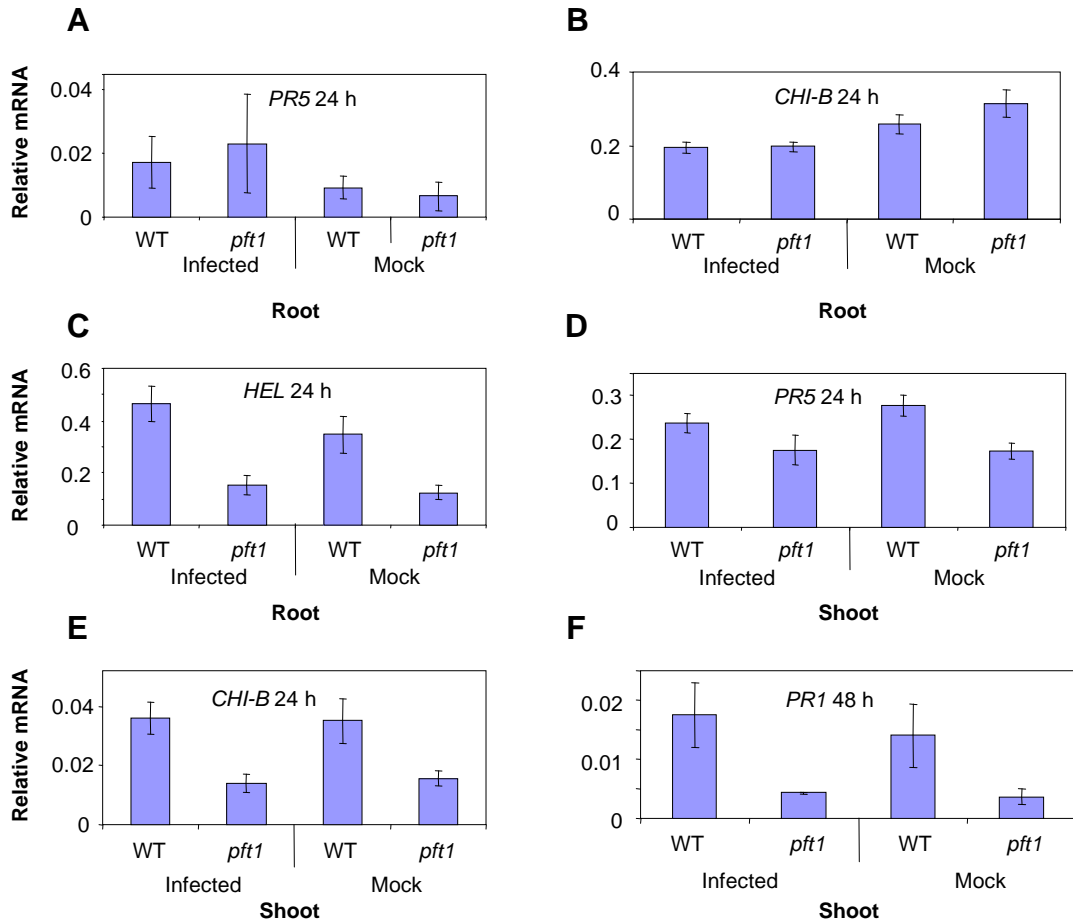 A
Relative mRNA
0.04
0.02
0
PR5 24 h
WT pft1 WT pft1
Infected Mock
Root
B
0.4
0.2
0
CHI-B 24 h
WT pft1 WT pft1
Infected Mock
Root
C
Relative mRNA
0.6
0.4
0.2
0
HEL 24 h
WT pft1 WT pft1
Infected Mock
Root
D
0.3
0.2
0.1
0
PR5 24 h
WT pft1 WT pft1
Infected Mock
Shoot
E
Relative mRNA
0.04
0.02
0
CHI-B 24 h
WT pft1 WT pft1
Infected Mock
Shoot
F
0.02
0.01
0
PR1 48 h
WT pft1 WT pft1
Infected Mock
Shoot